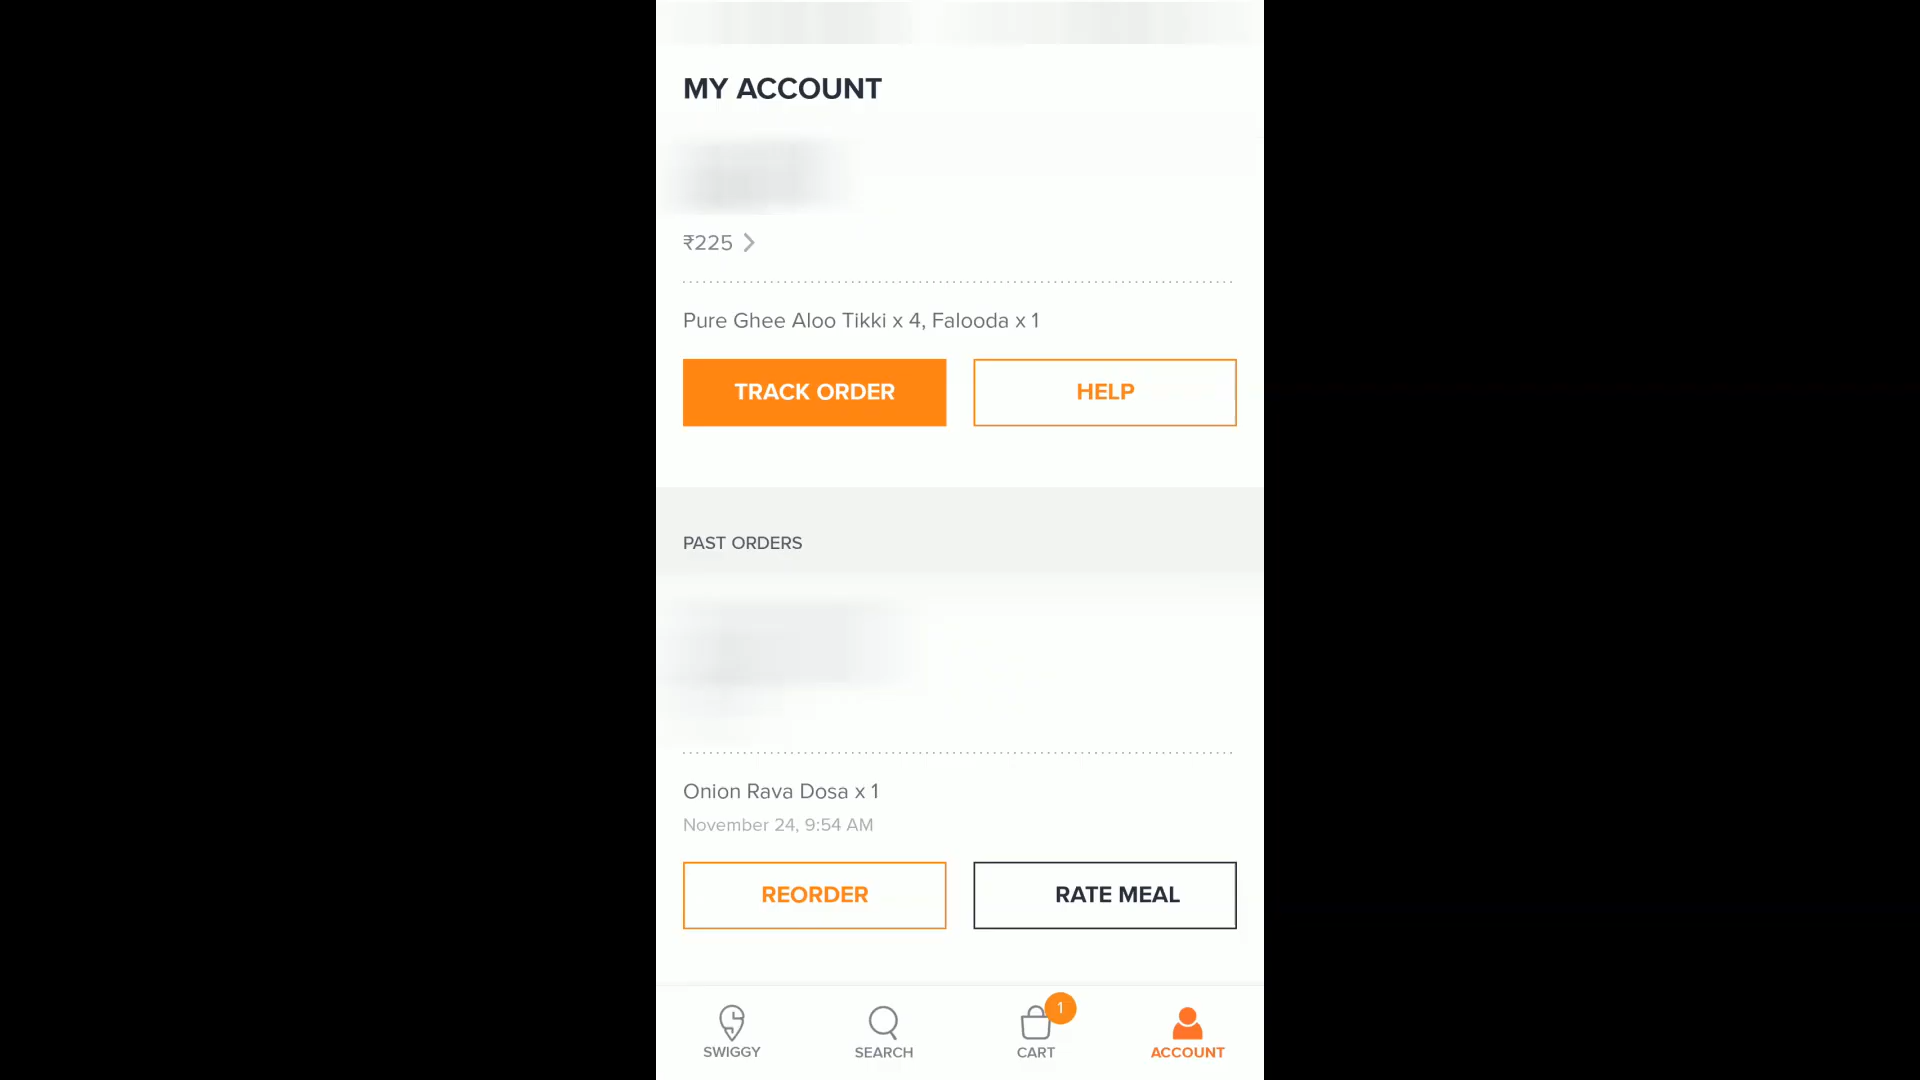 MY ACCOUNT
₹225
Pure Ghee Aloo Tikki x 4, Falooda x 1
TRACK ORDER
HELP
PAST ORDERS
Onion Rava Dosa x 1
November 24, 9:54 AM
REORDER
RATE MEAL
1
SWIGGY
SEARCH
CART
ACCOUNT